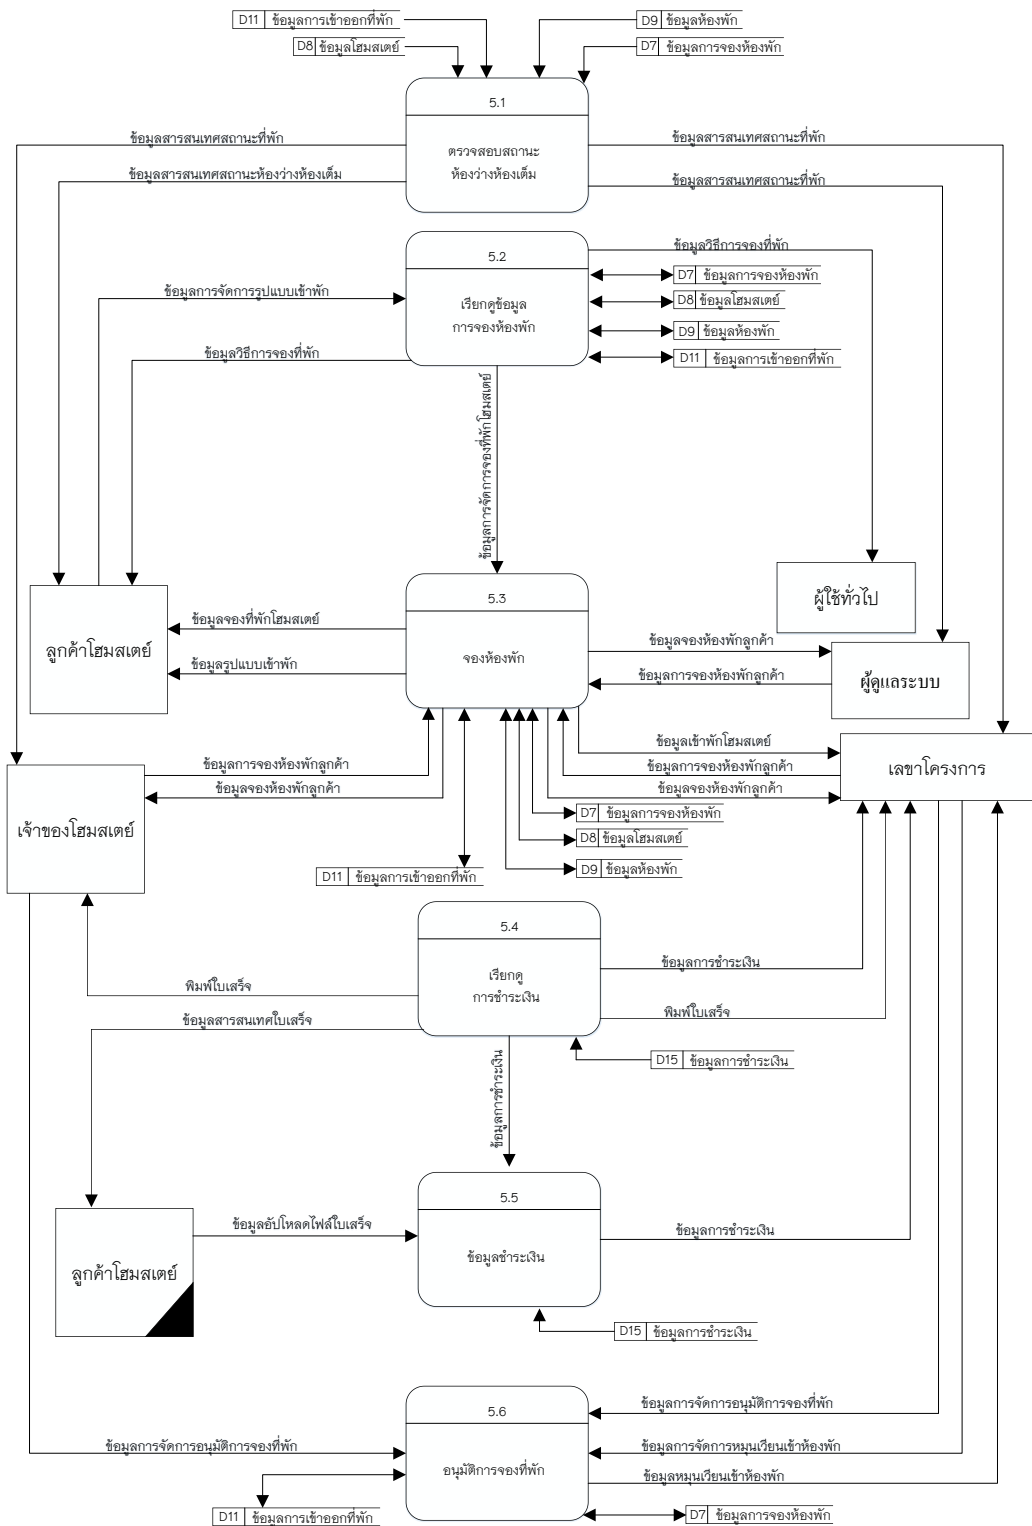 D11 ข้อมูลการเข้าออกที่พัก
D9 ข้อมูลห้องพัก
D8 ข้อมูลโฮมสเตย์
D7 ข้อมูลการจองห้องพัก
5.1
ตรวจสอบสถานะ
ห้องว่างห้องเต็ม
ข้อมูลสารสนเทศสถานะที่พัก
ข้อมูลสารสนเทศสถานะที่พัก
ข้อมูลสารสนเทศสถานะห้องว่างห้องเต็ม
ข้อมูลสารสนเทศสถานะที่พัก
5.2
เรียกดูข้อมูล
การจองห้องพัก
ข้อมูลวิธีการจองที่พัก
D7 ข้อมูลการจองห้องพัก
ข้อมูลการจัดการรูปแบบเข้าพัก
D8 ข้อมูลโฮมสเตย์
D9 ข้อมูลห้องพัก
ข้อมูลวิธีการจองที่พัก
D11 ข้อมูลการเข้าออกที่พัก
ข้อมูลการจัดการจองที่พักโฮมสเตย์
ผู้ใช้ทั่วไป
5.3
จองห้องพัก
ลูกค้าโฮมสเตย์
ข้อมูลจองที่พักโฮมสเตย์
ข้อมูลจองห้องพักลูกค้า
ข้อมูลรูปแบบเข้าพัก
ข้อมูลการจองห้องพักลูกค้า
ผู้ดูแลระบบ
ข้อมูลเข้าพักโฮมสเตย์
ข้อมูลการจองห้องพักลูกค้า
ข้อมูลการจองห้องพักลูกค้า
เลขาโครงการ
ข้อมูลจองห้องพักลูกค้า
ข้อมูลจองห้องพักลูกค้า
เจ้าของโฮมสเตย์
D7 ข้อมูลการจองห้องพัก
D8 ข้อมูลโฮมสเตย์
D9 ข้อมูลห้องพัก
D11 ข้อมูลการเข้าออกที่พัก
5.4
เรียกดู
การชำระเงิน
ข้อมูลการชำระเงิน
พิมพ์ใบเสร็จ
พิมพ์ใบเสร็จ
ข้อมูลสารสนเทศใบเสร็จ
D15 ข้อมูลการชำระเงิน
ข้อมูลการชำระเงิน
5.5
ข้อมูลชำระเงิน
ข้อมูลอัปโหลดไฟล์ใบเสร็จ
ข้อมูลการชำระเงิน
ลูกค้าโฮมสเตย์
D15 ข้อมูลการชำระเงิน
5.6
อนุมัติการจองที่พัก
ข้อมูลการจัดการอนุมัติการจองที่พัก
ข้อมูลการจัดการอนุมัติการจองที่พัก
ข้อมูลการจัดการหมุนเวียนเข้าห้องพัก
ข้อมูลหมุนเวียนเข้าห้องพัก
D11 ข้อมูลการเข้าออกที่พัก
D7 ข้อมูลการจองห้องพัก